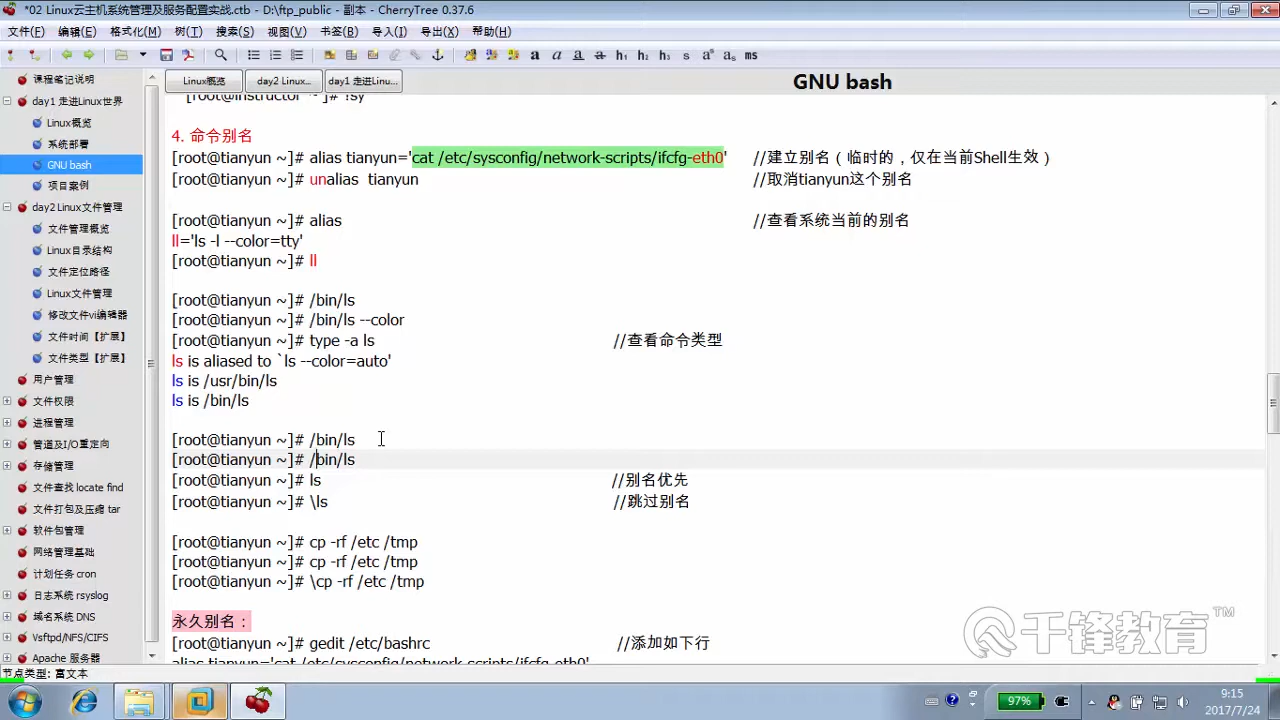 *02 Linux云主机系统管理及服务配置实战.ctb - D:\ftp_public - 副本 - CherryTree 0.37.6
文件(F) 编辑(E) 格式化(M) 树(T) 搜索(S) 视图(V) 书签(B) 导入(I) 导出(X) 帮助(H)
a a a a h₁ h₂ h₃ s aˢ aₛ ms
课程笔记说明
day1 走进Linux世界
Linux概览
系统部署
GNU bash
项目案例
day2 Linux文件管理
文件管理概览
Linux目录结构
文件定位路径
Linux文件管理
修改文件vi编辑器
文件时间【扩展】
文件类型【扩展】
用户管理
文件权限
进程管理
管道及I/O重定向
存储管理
文件查找 locate find
文件打包及压缩 tar
软件包管理
网络管理基础
计划任务 cron
日志系统 rsyslog
域名系统 DNS
Vsftpd/NFS/CIFS
Apache 服务器
Linux概览 day2 Linux... day1 走进Linu...
GNU bash
[root@instructor ~]# !sy
4. 命令别名
[root@tianyun ~]# alias tianyun='cat /etc/sysconfig/network-scripts/ifcfg-eth0' //建立别名（临时的，仅在当前Shell生效）
[root@tianyun ~]# unalias tianyun //取消tianyun这个别名
[root@tianyun ~]# alias //查看系统当前的别名
ll='ls -l --color=tty'
[root@tianyun ~]# ll
[root@tianyun ~]# /bin/ls
[root@tianyun ~]# /bin/ls --color
[root@tianyun ~]# type -a ls //查看命令类型
ls is aliased to `ls --color=auto'
ls is /usr/bin/ls
ls is /bin/ls
[root@tianyun ~]# /bin/ls
[root@tianyun ~]# /bin/ls
[root@tianyun ~]# ls //别名优先
[root@tianyun ~]# \ls //跳过别名
[root@tianyun ~]# cp -rf /etc /tmp
[root@tianyun ~]# cp -rf /etc /tmp
[root@tianyun ~]# \cp -rf /etc /tmp
永久别名：
[root@tianyun ~]# gedit /etc/bashrc //添加如下行
alias tianyun='cat /etc/sysconfig/network-scripts/ifcfg-eth0'
千锋教育™
节点类型: 富文本
97%
9:15
2017/7/24